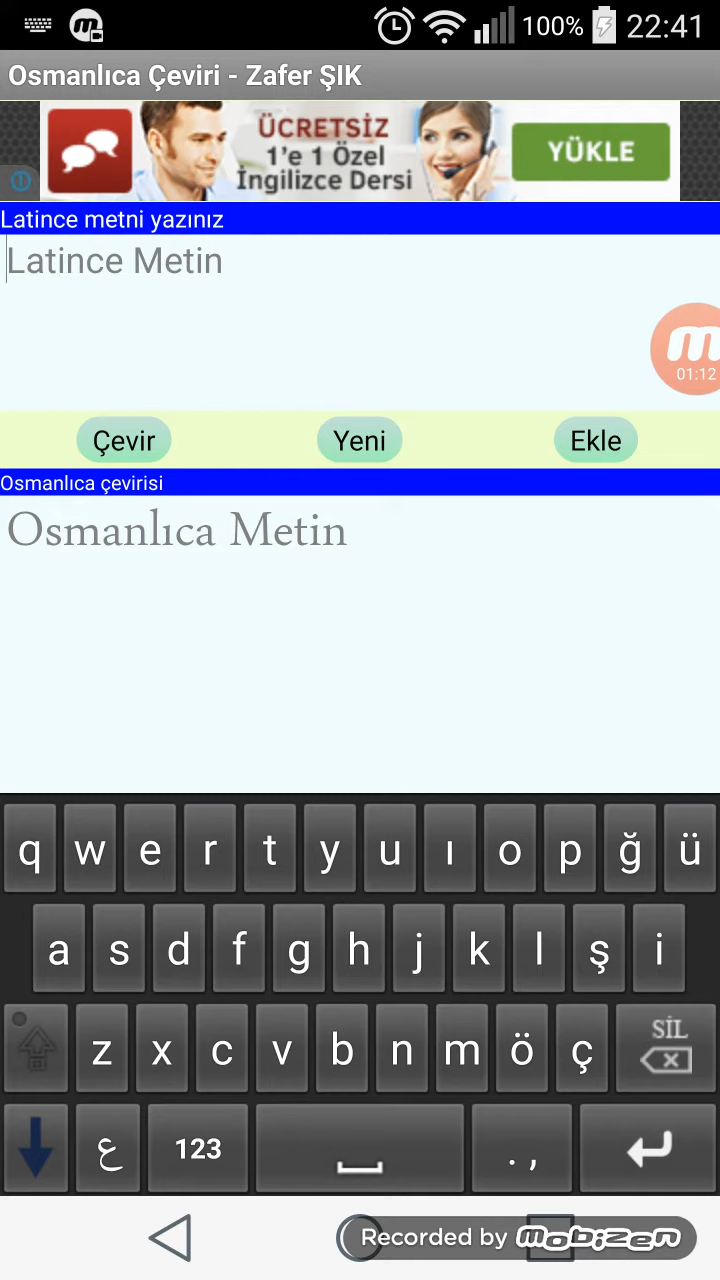 100% 22:41
Osmanlıca Çeviri - Zafer ŞIK
ÜCRETSİZ
1'e 1 Özel
İngilizce Dersi
YÜKLE
Latince metni yazınız
Latince Metin
m
01:12
Çevir Yeni Ekle
Osmanlıca çevirisi
Osmanlıca Metin
q w e r t y u ı o p ğ ü
a s d f g h j k l ş i
z x c v b n m ö ç SİL
ع 123 . ,
Recorded by mobizen